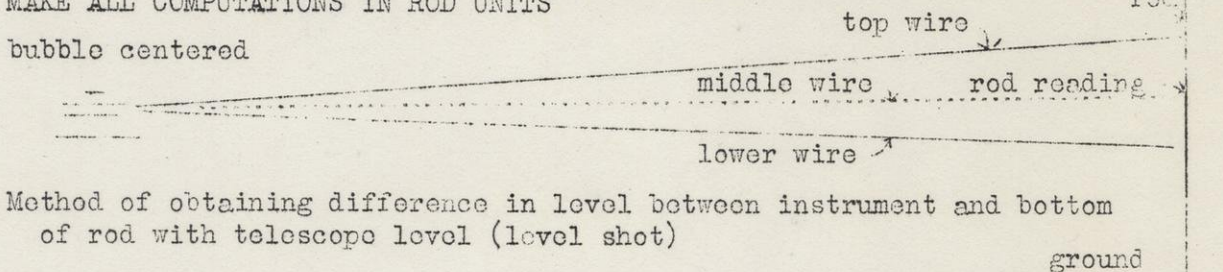 MAKE ALL COMPUTATIONS IN ROD UNITS
top wire
bubble centered
middle wire
rod reading
lower wire
Method of obtaining difference in level between instrument and bottom
of rod with telescope level (level shot)
ground